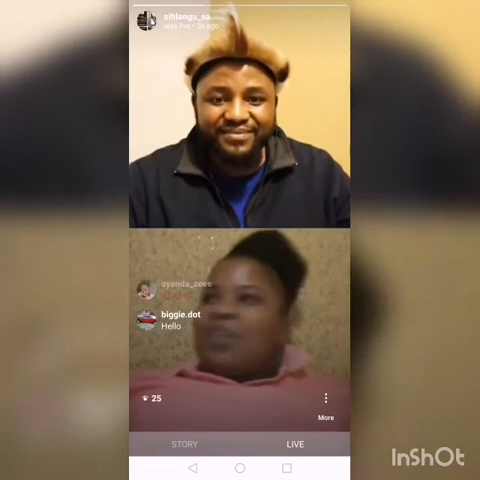 sihlangu_sa
was live • 2h ago
ayanda_zeee
biggie.dot
Hello
25
More
STORY
LIVE
InShOt